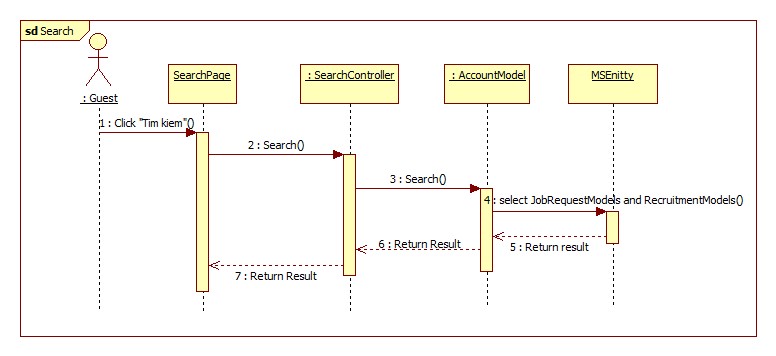 sd Search
: Guest
SearchPage
: SearchController
: AccountModel
MSEnitty
1 : Click "Tim kiem"()
2 : Search()
3 : Search()
4 : select JobRequestModels and RecruitmentModels()
5 : Return result
6 : Return Result
7 : Return Result